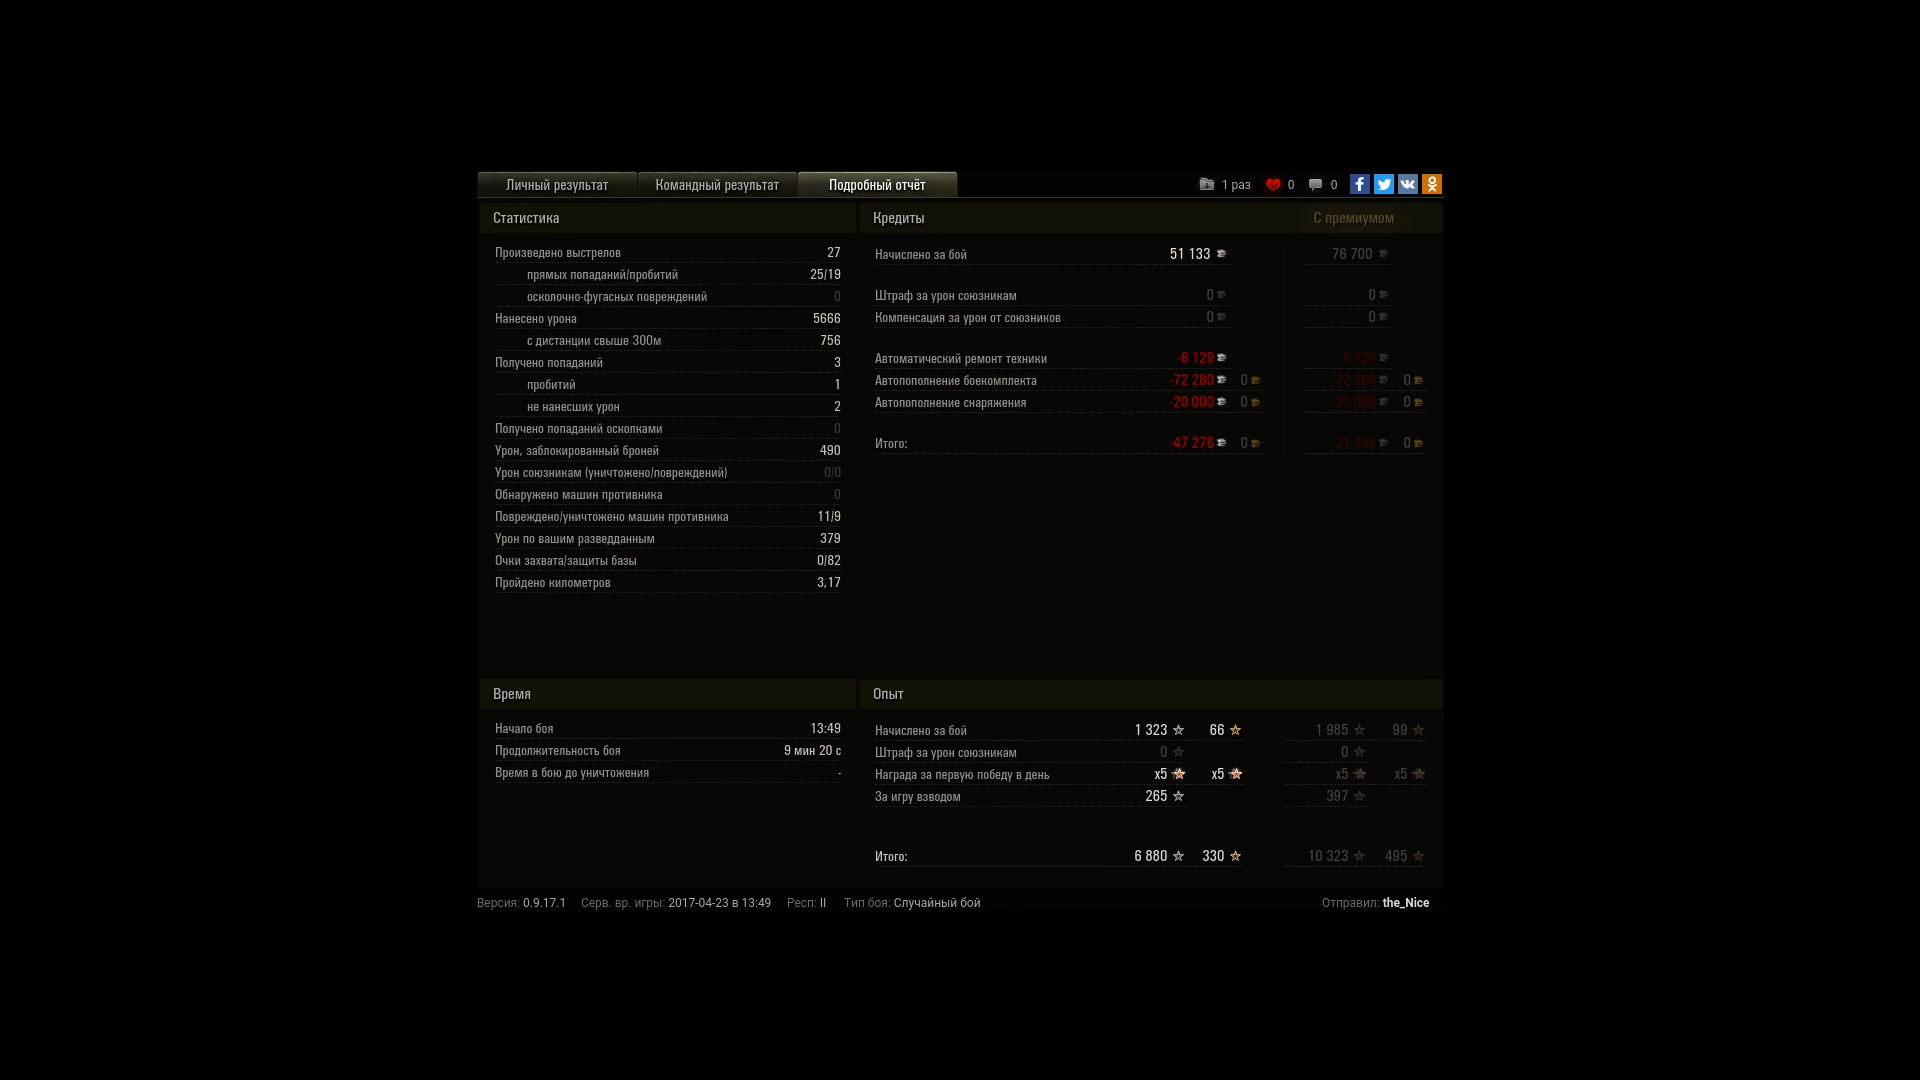 Личный результат Командный результат Подробный отчёт 1 раз 0 0
Статистика
Произведено выстрелов 27
прямых попаданий/пробитий 25/19
осколочно-фугасных повреждений 0
Нанесено урона 5666
с дистанции свыше 300м 756
Получено попаданий 3
пробитий 1
не нанесших урон 2
Получено попаданий осколками 0
Урон, заблокированный броней 490
Урон союзникам (уничтожено/повреждений) 0/0
Обнаружено машин противника 0
Повреждено/уничтожено машин противника 11/9
Урон по вашим разведданным 379
Очки захвата/защиты базы 0/82
Пройдено километров 3,17
Кредиты С премиумом
Начислено за бой 51 133 76 700
Штраф за урон союзникам 0 0
Компенсация за урон от союзников 0 0
Автоматический ремонт техники -6 129 6 129
Автопополнение боекомплекта -72 280 0 72 280 0
Автопополнение снаряжения -20 000 0 20 000 0
Итого: -47 276 0 21 709 0
Время
Начало боя 13:49
Продолжительность боя 9 мин 20 с
Время в бою до уничтожения -
Опыт
Начислено за бой 1 323 66 1 985 99
Штраф за урон союзникам 0 0
Награда за первую победу в день x5 x5 x5 x5
За игру взводом 265 397
Итого: 6 880 330 10 323 495
Версия: 0.9.17.1 Серв. вр. игры: 2017-04-23 в 13:49 Респ: II Тип боя: Случайный бой Отправил: the_Nice